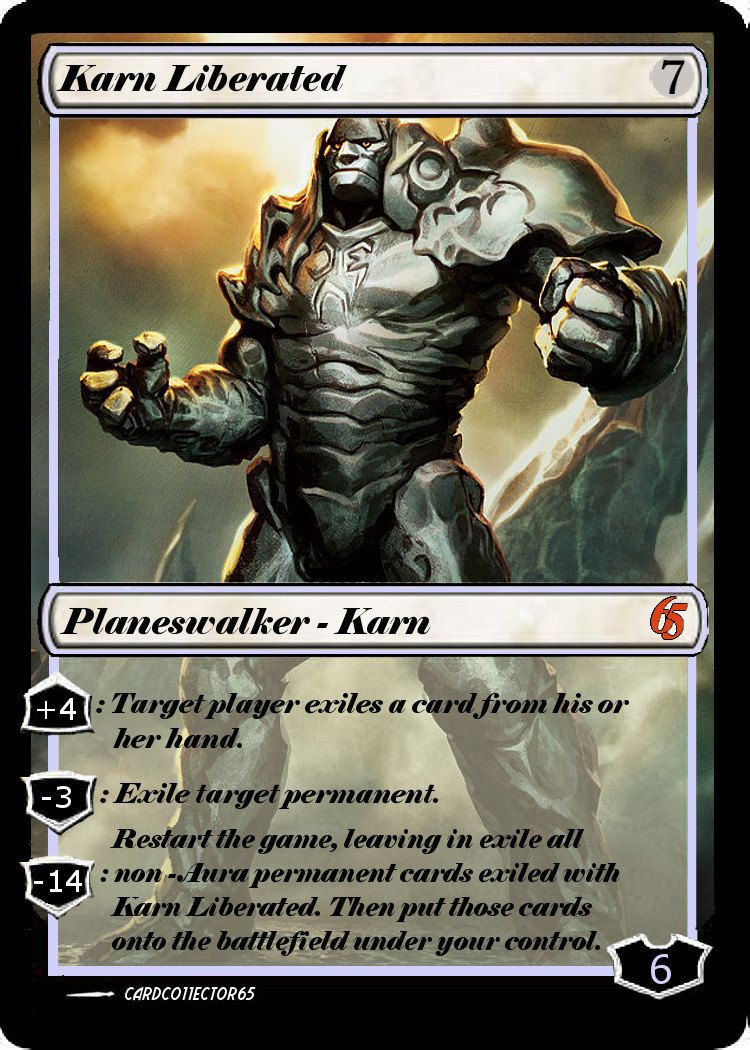 Karn Liberated 7
Planeswalker - Karn 65
+4 : Target player exiles a card from his or
her hand.
-3 : Exile target permanent.
Restart the game, leaving in exile all
-14 : non-Aura permanent cards exiled with
Karn Liberated. Then put those cards
onto the battlefield under your control.
6
CARDCO11ECTOR65